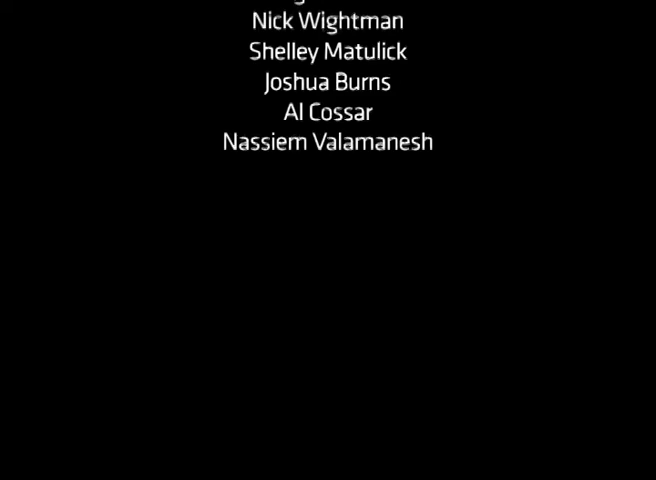 Nick Wightman
Shelley Matulick
Joshua Burns
Al Cossar
Nassiem Valamanesh